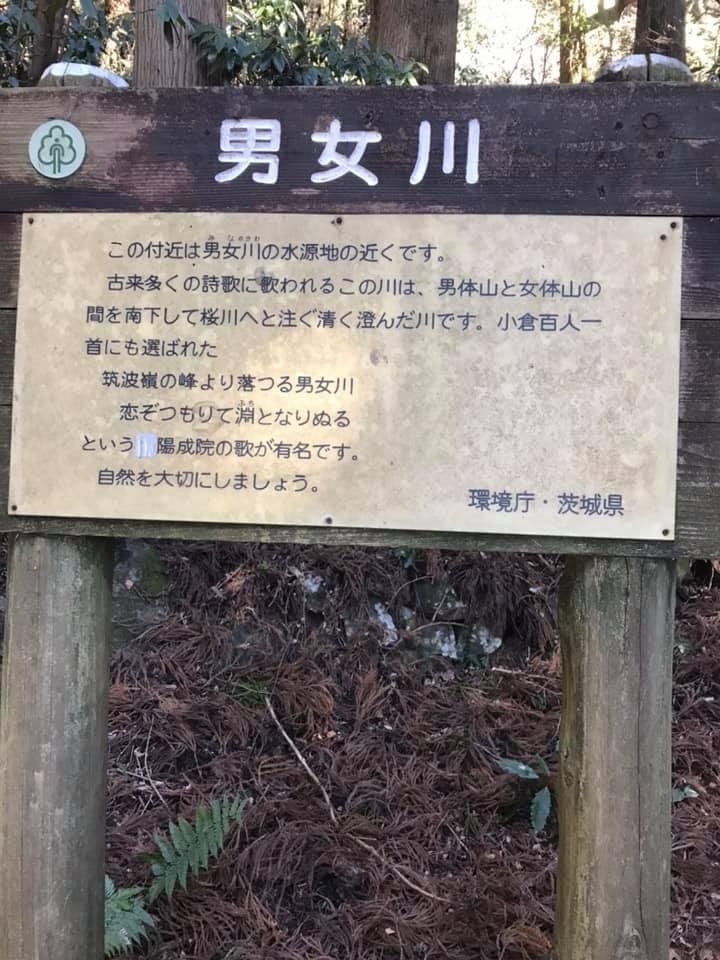 男女川
この付近は男女川の水源地の近くです。
古来多くの詩歌に歌われるこの川は、男体山と女体山の
間を南下して桜川へと注ぐ清く澄んだ川です。小倉百人一
首にも選ばれた
筑波嶺の峰より落つる男女川
恋ぞつもりて淵となりぬる
という 陽成院の歌が有名です。
自然を大切にしましょう。
環境庁・茨城県